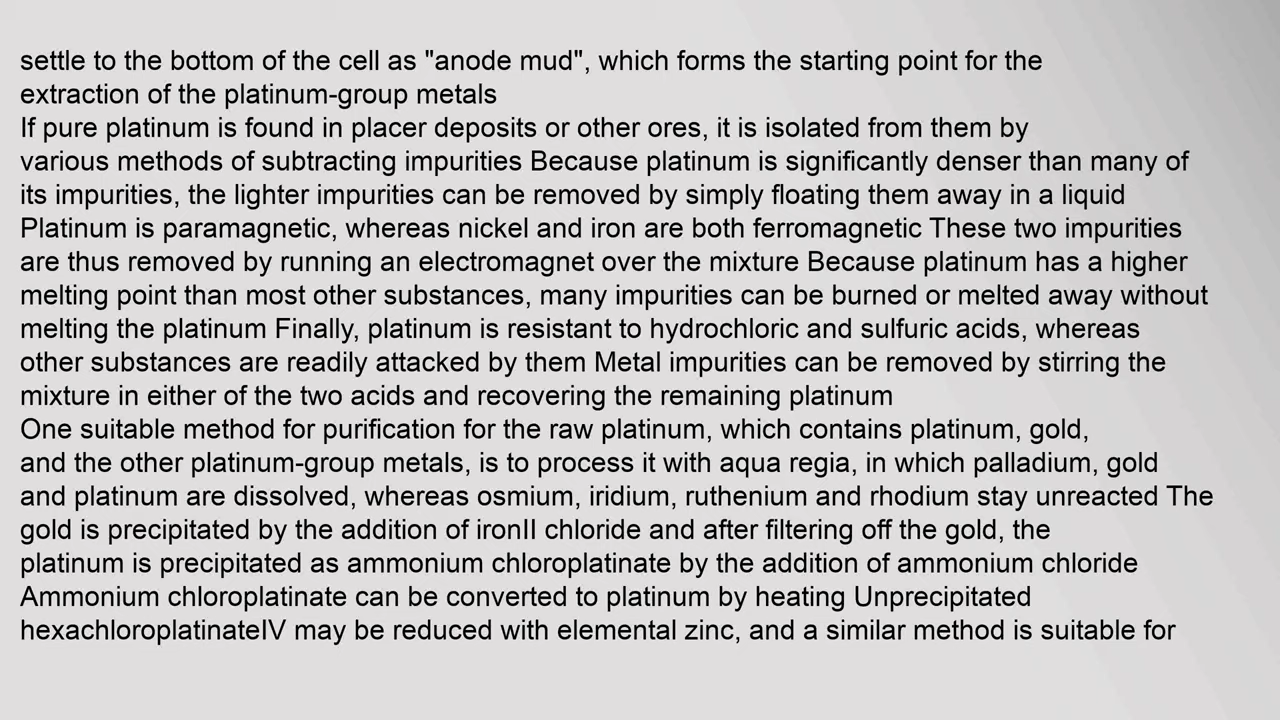 settle to the bottom of the cell as "anode mud", which forms the starting point for the
extraction of the platinum-group metals
If pure platinum is found in placer deposits or other ores, it is isolated from them by
various methods of subtracting impurities Because platinum is significantly denser than many of
its impurities, the lighter impurities can be removed by simply floating them away in a liquid
Platinum is paramagnetic, whereas nickel and iron are both ferromagnetic These two impurities
are thus removed by running an electromagnet over the mixture Because platinum has a higher
melting point than most other substances, many impurities can be burned or melted away without
melting the platinum Finally, platinum is resistant to hydrochloric and sulfuric acids, whereas
other substances are readily attacked by them Metal impurities can be removed by stirring the
mixture in either of the two acids and recovering the remaining platinum
One suitable method for purification for the raw platinum, which contains platinum, gold,
and the other platinum-group metals, is to process it with aqua regia, in which palladium, gold
and platinum are dissolved, whereas osmium, iridium, ruthenium and rhodium stay unreacted The
gold is precipitated by the addition of ironII chloride and after filtering off the gold, the
platinum is precipitated as ammonium chloroplatinate by the addition of ammonium chloride
Ammonium chloroplatinate can be converted to platinum by heating Unprecipitated
hexachloroplatinateIV may be reduced with elemental zinc, and a similar method is suitable for